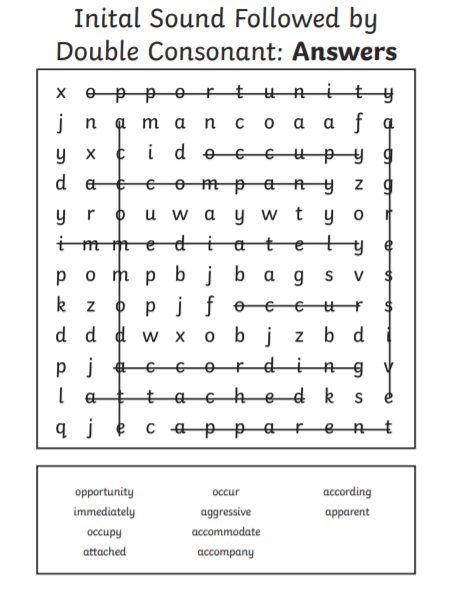 Inital Sound Followed by
Double Consonant: Answers
x o p p o r t u n i t y
j n a m a n c o a a f a
y x c i d o c c u p y g
d a c c o m p a n y z g
y r o u w a y w t y o r
i m m e d i a t e l y e
p o m p b j b a g s v s
k z o p j f o c c u r s
d d d w x o b j z b d i
p j a c c o r d i n g v
l a t t a c h e d k s e
q j e c a p p a r e n t
opportunity occur according
immediately aggressive apparent
occupy accommodate
attached accompany